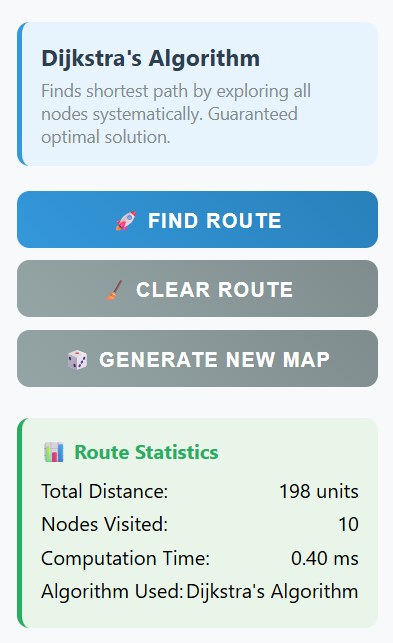 Dijkstra's Algorithm
Finds shortest path by exploring all
nodes systematically. Guaranteed
optimal solution.
FIND ROUTE
CLEAR ROUTE
GENERATE NEW MAP
Route Statistics
Total Distance: 198 units
Nodes Visited: 10
Computation Time: 0.40 ms
Algorithm Used: Dijkstra's Algorithm